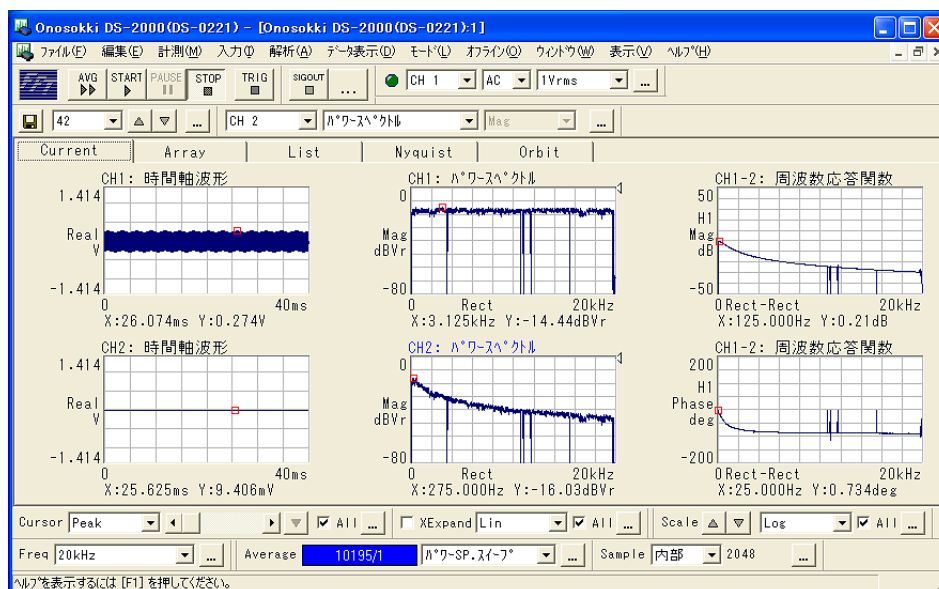 Onosokki DS-2000(DS-0221) - [Onosokki DS-2000(DS-0221):1]
ファイル(F) 編集(E) 計測(M) 入力(I) 解析(A) データ表示(D) モード(L) オフライン(O) ウィンドウ(W) 表示(V) ヘルプ(H)
AVG START PAUSE STOP TRIG SIGOUT ... CH 1 AC 1Vrms ...
42 ... CH 2 パワースペクトル Mag ...
Current Array List Nyquist Orbit
CH1: 時間軸波形
1.414
Real
V
-1.414
0 40ms
X:26.074ms Y:0.274V
CH1: パワースペクトル
0
Mag
dBVr
-80
0 Rect 20kHz
X:3.125kHz Y:-14.44dBVr
CH1-2: 周波数応答関数
50
H1
Mag
dB
-50
0 Rect-Rect 20kHz
X:125.000Hz Y:0.21dB
CH2: 時間軸波形
1.414
Real
V
-1.414
0 40ms
X:25.625ms Y:9.406mV
CH2: パワースペクトル
0
Mag
dBVr
-80
0 Rect 20kHz
X:275.000Hz Y:-16.03dBVr
CH1-2: 周波数応答関数
200
H1
Phase
deg
-200
0 Rect-Rect 20kHz
X:25.000Hz Y:0.734deg
Cursor Peak All ... XExpand Lin All ... Scale Log All ...
Freq 20kHz ... Average 10195/1 パワーSP.スイープ ... Sample 内部 2048 ...
ヘルプを表示するには [F1] を押してください。